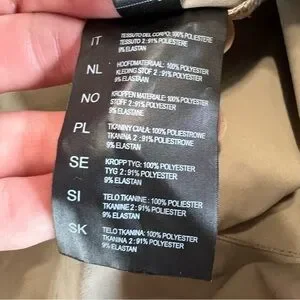 IT
TESSUTO DEL CORPO: 100% POLIESTERE
TESSUTO 2 : 91% POLIESTERE
9% ELASTAN
NL
HOOFDMATERIAAL: 100% POLYESTER
KLEDING STOF 2 : 91% POLYESTER
9% ELASTAN
NO
KROPPEN MATERIALE: 100% POLYESTER
STOFF 2 : 91% POLYESTER
9% ELASTAN
PL
TKANINY CIAŁA: 100% POLIESTROWE
TKANINA 2 : 91% POLIESTROWE
9% ELASTAN
SE
KROPP TYG: 100% POLYESTER
TYG 2 : 91% POLYESTER
9% ELASTAN
SI
TELO TKANINE : 100% POLYESTER
TKANINE 2 : 91% POLYESTER
9% ELASTAN
SK
TELO TKANINA: 100% POLYESTER
TKANINA 2 : 91% POLYESTER
9% ELASTAN